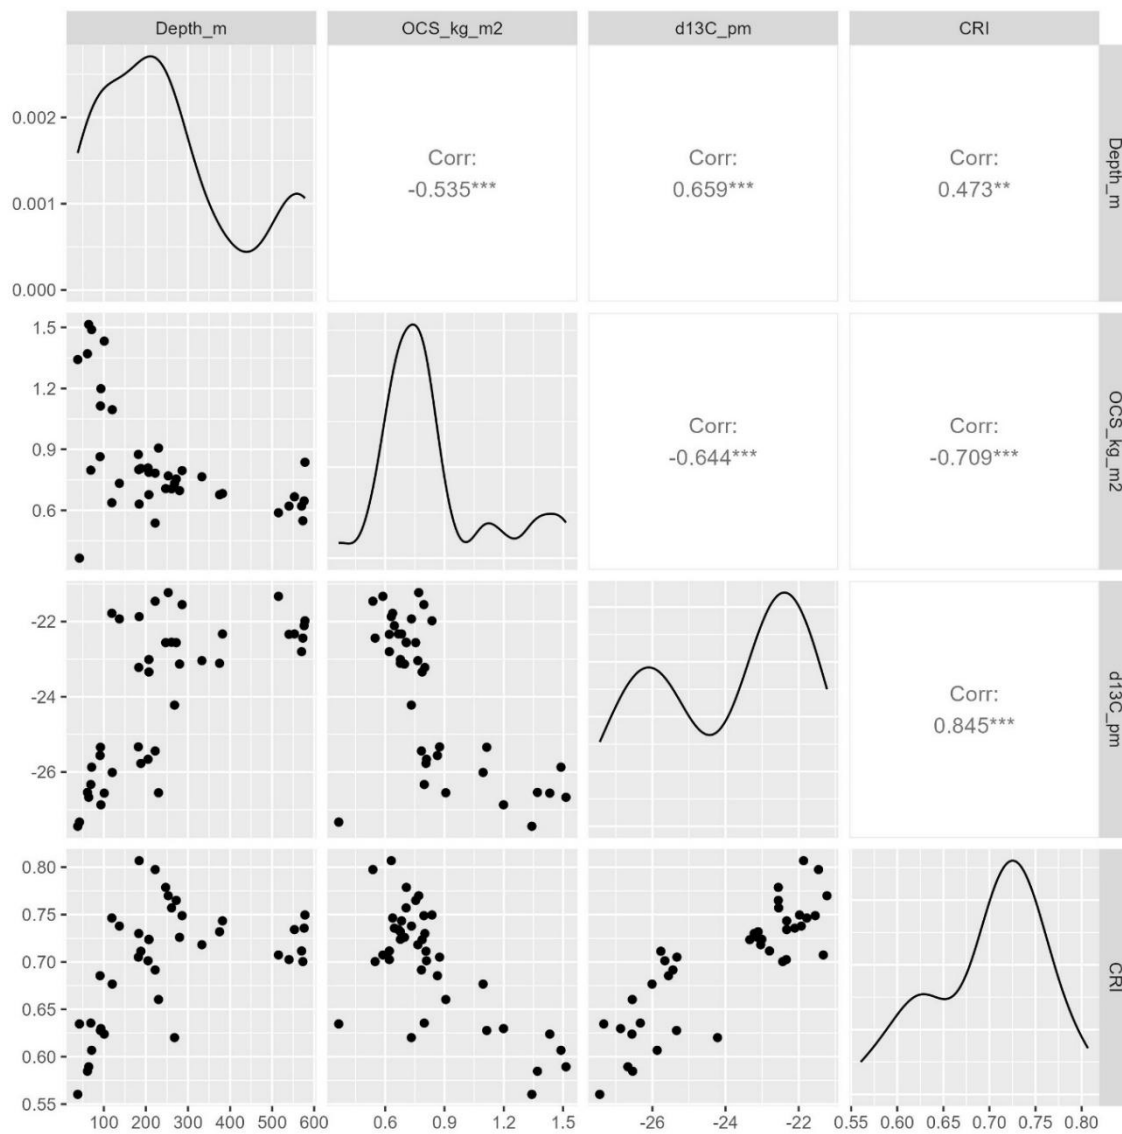 Depth_m
OCS_kg_m2
d13C_pm
CRI
0.002
0.001
0.000
Corr:
-0.535***
Corr:
0.659***
Corr:
0.473**
Depth_m
1.5
1.2
0.9
0.6
Corr:
-0.644***
Corr:
-0.709***
OCS_kg_m2
-22
-24
-26
Corr:
0.845***
d13C_pm
0.80
0.75
0.70
0.65
0.60
0.55
CRI
100 200 300 400 500 600
0.6 0.9 1.2 1.5
-26 -24 -22
0.55 0.60 0.65 0.70 0.75 0.80